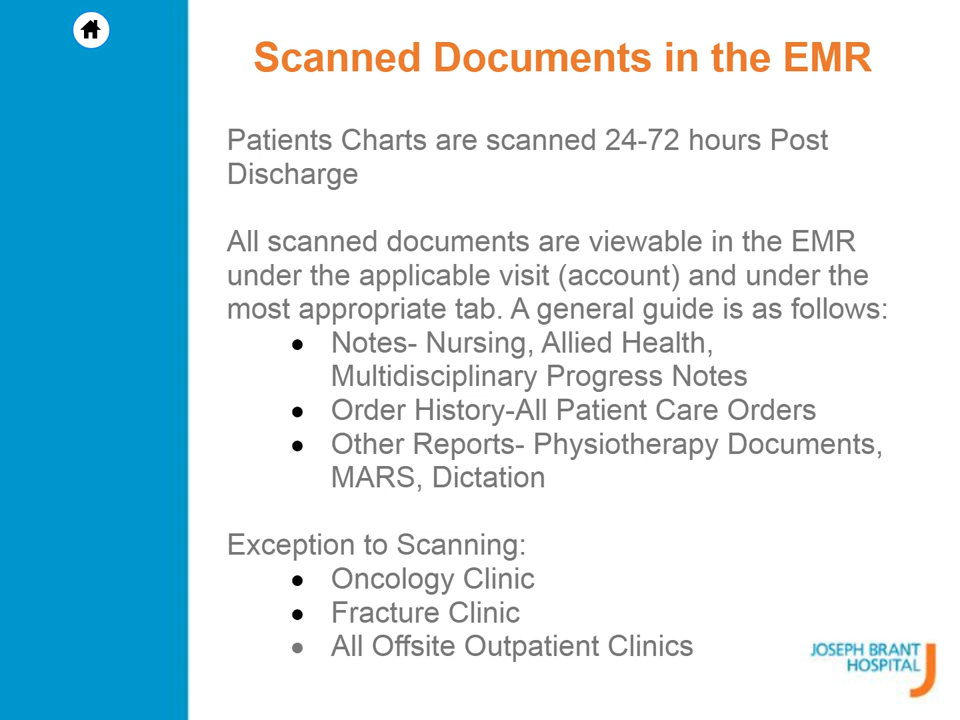 Scanned Documents in the EMR
Patients Charts are scanned 24-72 hours Post
Discharge
All scanned documents are viewable in the EMR
under the applicable visit (account) and under the
most appropriate tab. A general guide is as follows:
• Notes- Nursing, Allied Health,
Multidisciplinary Progress Notes
• Order History-All Patient Care Orders
• Other Reports- Physiotherapy Documents,
MARS, Dictation
Exception to Scanning:
• Oncology Clinic
• Fracture Clinic
• All Offsite Outpatient Clinics
JOSEPH BRANT
HOSPITAL